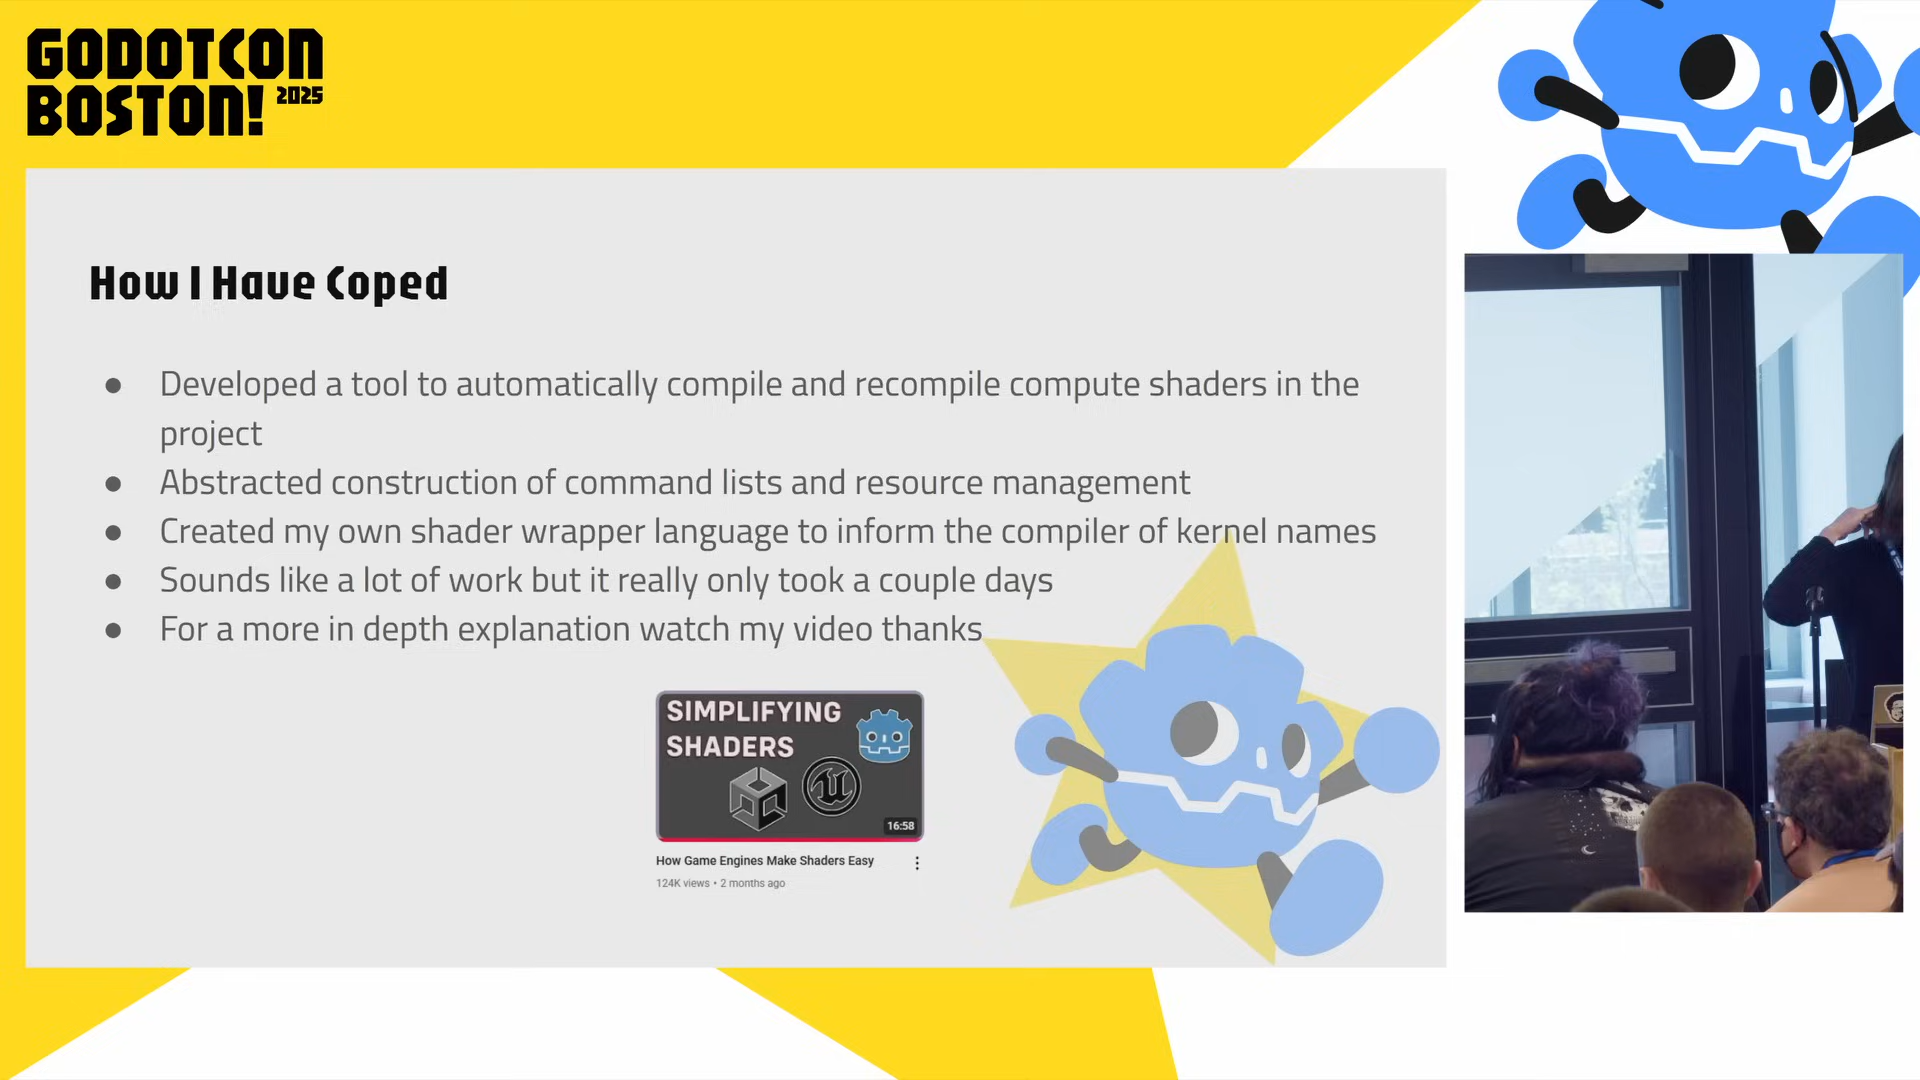 GODOTCON
BOSTON! 2025
How I Have Coped
● Developed a tool to automatically compile and recompile compute shaders in the
project
● Abstracted construction of command lists and resource management
● Created my own shader wrapper language to inform the compiler of kernel names
● Sounds like a lot of work but it really only took a couple days
● For a more in depth explanation watch my video thanks
SIMPLIFYING
SHADERS
16:58
How Game Engines Make Shaders Easy
124K views • 2 months ago